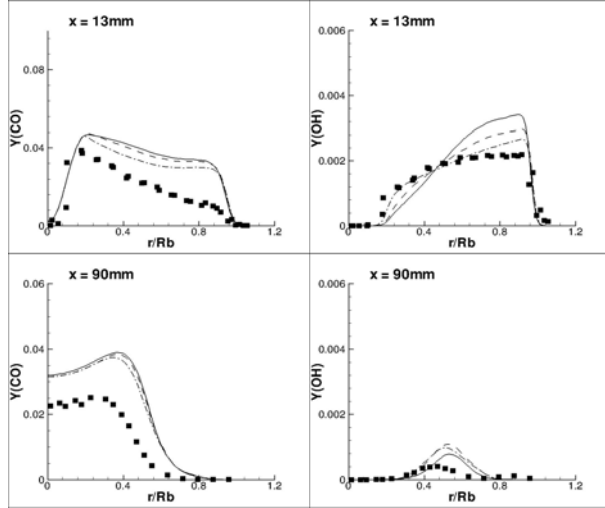 x = 13mm
Y(CO)
0.08
0.04
0
0 0.4 0.8 1.2
r/Rb
x = 13mm
Y(OH)
0.006
0.004
0.002
0
0 0.4 0.8 1.2
r/Rb
x = 90mm
Y(CO)
0.06
0.04
0.02
0
0 0.4 0.8 1.2
r/Rb
x = 90mm
Y(OH)
0.006
0.004
0.002
0
0 0.4 0.8 1.2
r/Rb